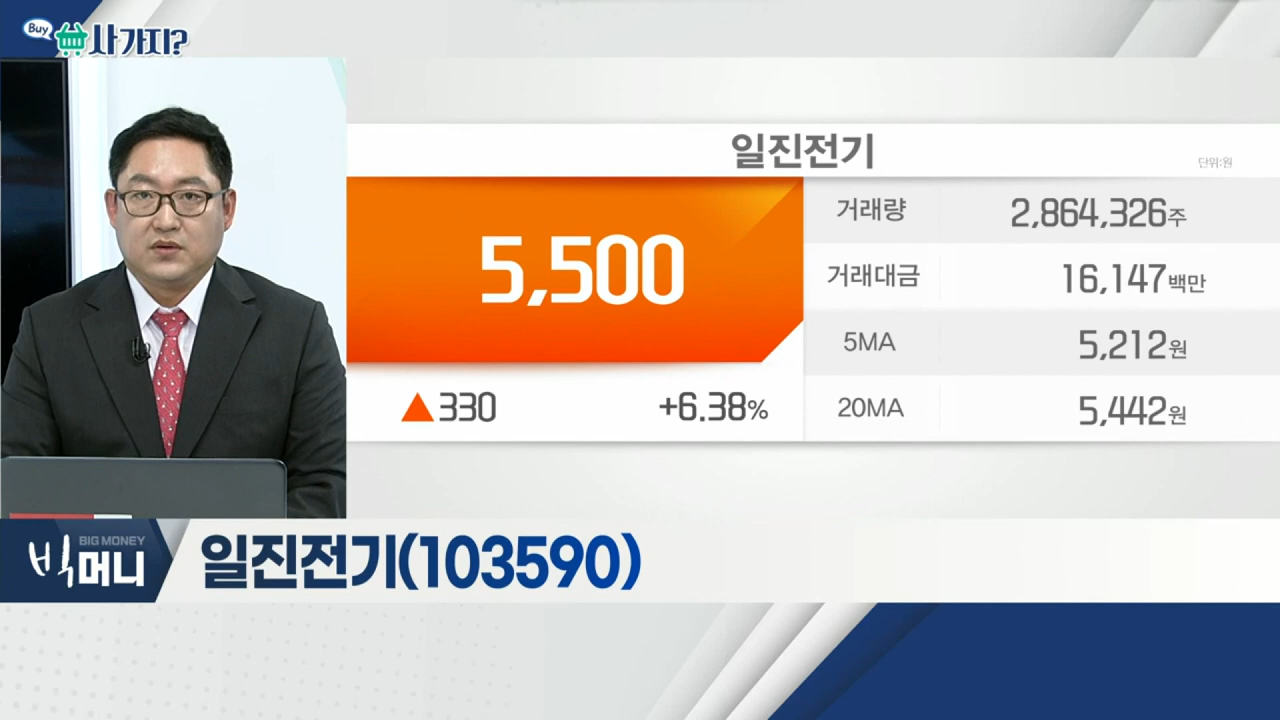 Buy
사가지?
일진전기
단위:원
5,500
▲330 +6.38%
거래량 2,864,326주
거래대금 16,147백만
5MA 5,212원
20MA 5,442원
BIG MONEY
빅머니
일진전기(103590)